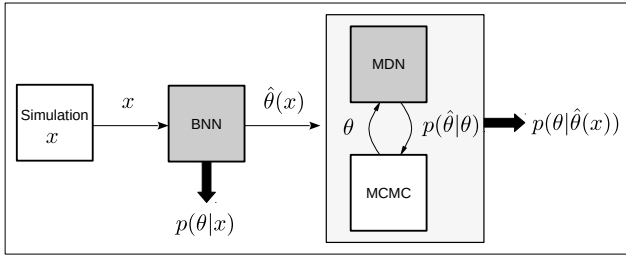 Simulation
x
x
BNN
p(θ|x)
θ̂(x)
MDN
θ
p(θ̂|θ)
MCMC
p(θ|θ̂(x))